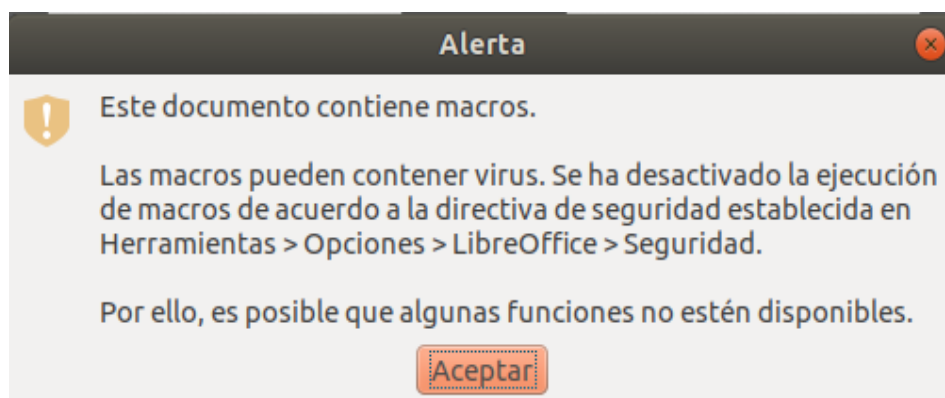 Alerta
Este documento contiene macros.
Las macros pueden contener virus. Se ha desactivado la ejecución
de macros de acuerdo a la directiva de seguridad establecida en
Herramientas > Opciones > LibreOffice > Seguridad.
Por ello, es posible que algunas funciones no estén disponibles.
Aceptar